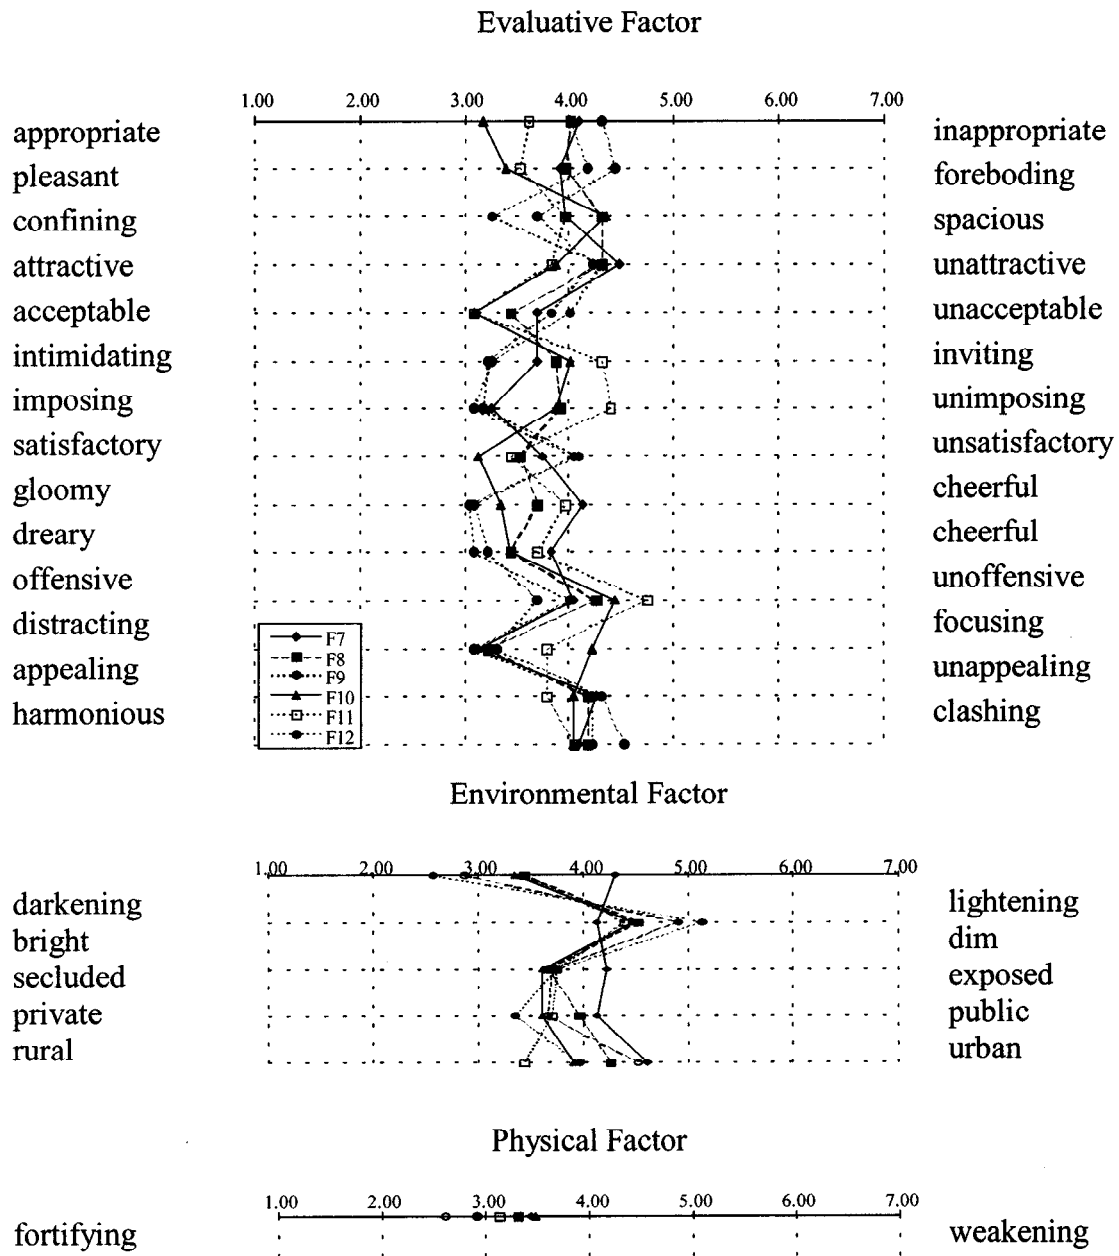 Evaluative Factor
1.00 2.00 3.00 4.00 5.00 6.00 7.00
appropriate inappropriate
pleasant foreboding
confining spacious
attractive unattractive
acceptable unacceptable
intimidating inviting
imposing unimposing
satisfactory unsatisfactory
gloomy cheerful
dreary cheerful
offensive unoffensive
distracting focusing
appealing unappealing
harmonious clashing
F7
F8
F9
F10
F11
F12
Environmental Factor
1.00 2.00 3.00 4.00 5.00 6.00 7.00
darkening lightening
bright dim
secluded exposed
private public
rural urban
Physical Factor
1.00 2.00 3.00 4.00 5.00 6.00 7.00
fortifying weakening